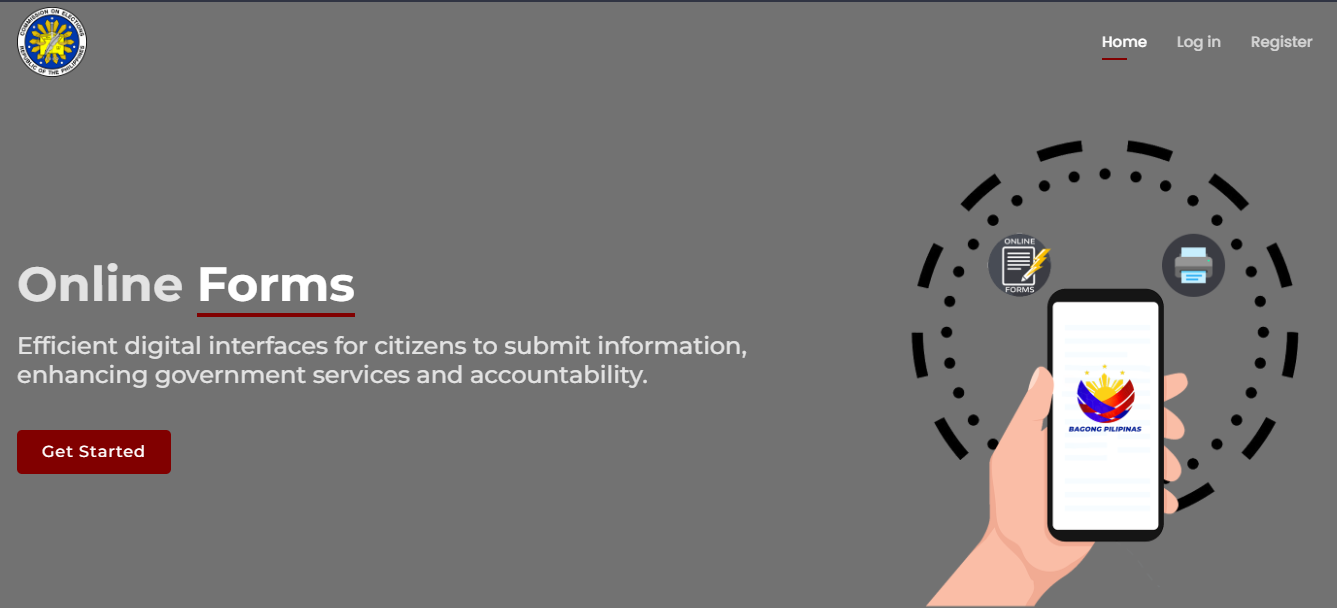 COMMISSION ON ELECTIONS
REPUBLIC OF THE PHILIPPINES
Home Log in Register
ONLINE
FORMS
Online Forms
Efficient digital interfaces for citizens to submit information,
enhancing government services and accountability.
BAGONG PILIPINAS
Get Started